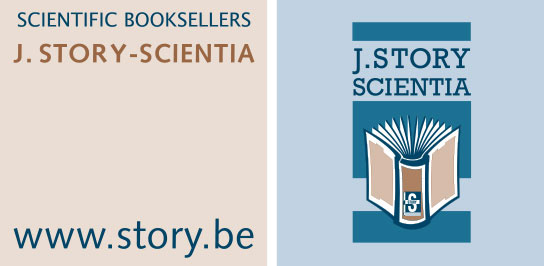 SCIENTIFIC BOOKSELLERS
J. STORY-SCIENTIA
www.story.be
J.STORY
SCIENTIA
S